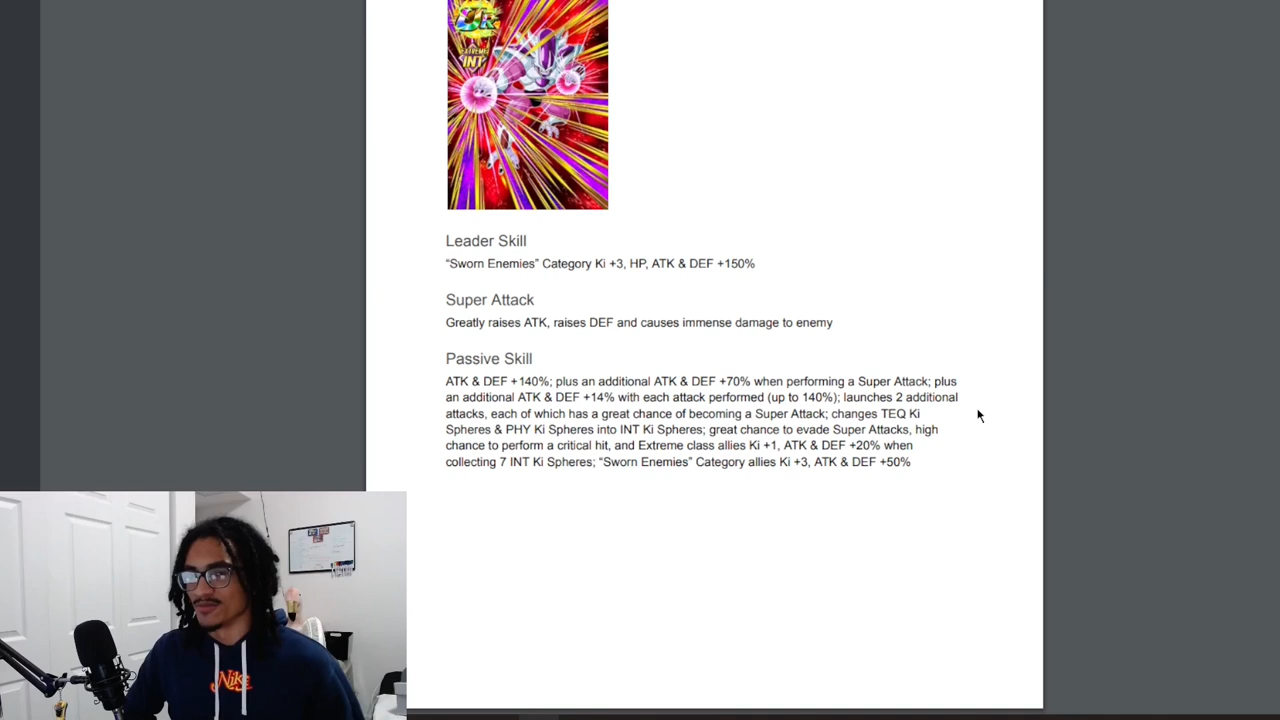 UR
EXTREME
INT
Leader Skill
“Sworn Enemies” Category Ki +3, HP, ATK & DEF +150%
Super Attack
Greatly raises ATK, raises DEF and causes immense damage to enemy
Passive Skill
ATK & DEF +140%; plus an additional ATK & DEF +70% when performing a Super Attack; plus
an additional ATK & DEF +14% with each attack performed (up to 140%); launches 2 additional
attacks, each of which has a great chance of becoming a Super Attack; changes TEQ Ki
Spheres & PHY Ki Spheres into INT Ki Spheres; great chance to evade Super Attacks, high
chance to perform a critical hit, and Extreme class allies Ki +1, ATK & DEF +20% when
collecting 7 INT Ki Spheres; “Sworn Enemies” Category allies Ki +3, ATK & DEF +50%
Nike